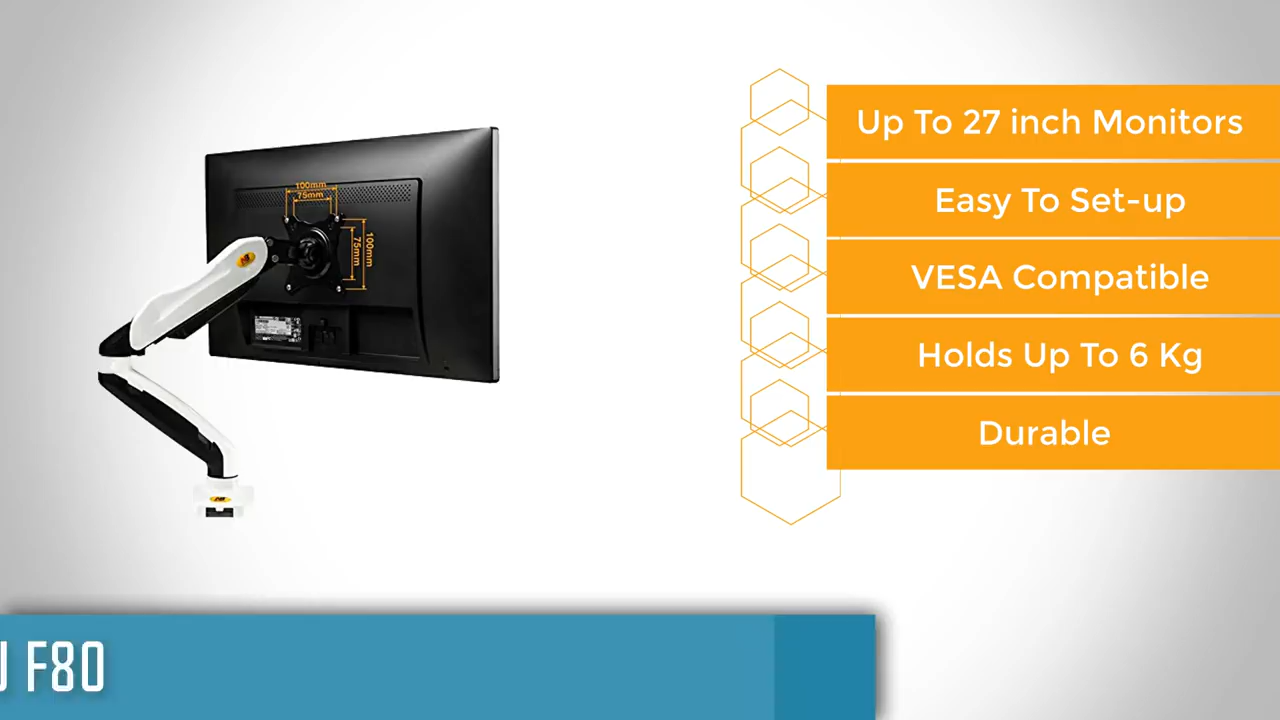 Up To 27 inch Monitors
Easy To Set-up
VESA Compatible
Holds Up To 6 Kg
Durable
100mm
75mm
75mm
100mm
F80